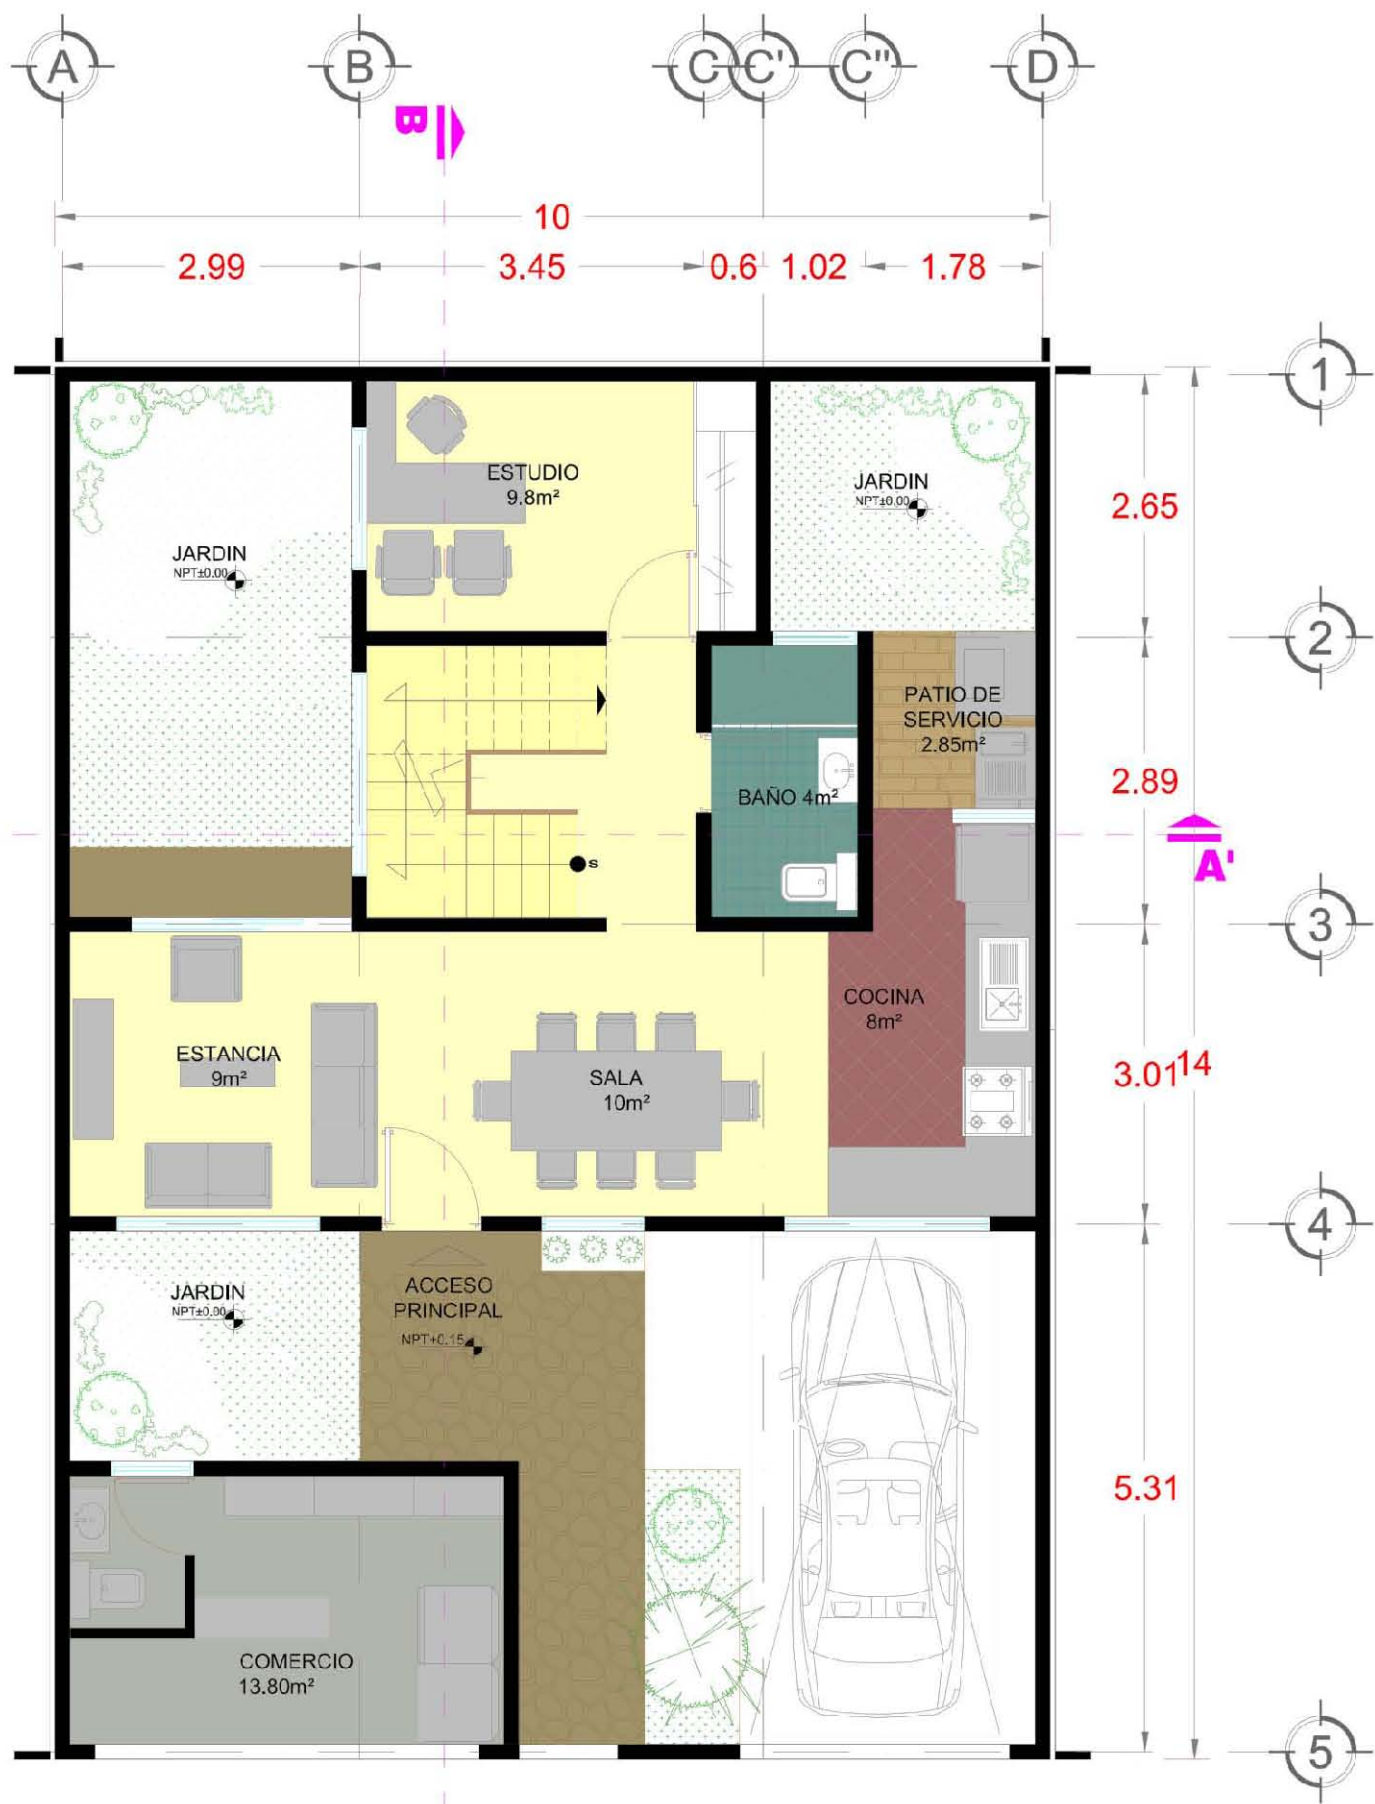 A B C C' C" D
B
10
2.99 3.45 0.6 1.02 1.78
1
ESTUDIO
9.8m²
JARDIN
NPT±0.00
2.65
JARDIN
NPT±0.00
2
PATIO DE
SERVICIO
2.85m²
BAÑO 4m²
2.89
A'
S
3
COCINA
8m²
ESTANCIA
9m²
SALA
10m²
3.01
14
4
JARDIN
NPT±0.00
ACCESO
PRINCIPAL
NPT+0.15
5.31
COMERCIO
13.80m²
5